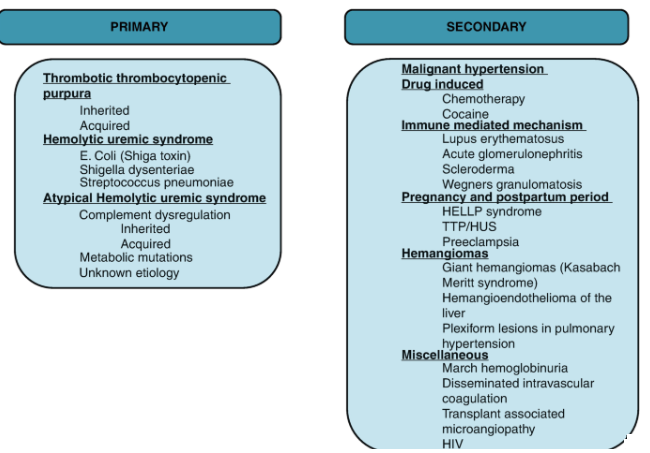 PRIMARY
Thrombotic thrombocytopenic
purpura
Inherited
Acquired
Hemolytic uremic syndrome
E. Coli (Shiga toxin)
Shigella dysenteriae
Streptococcus pneumoniae
Atypical Hemolytic uremic syndrome
Complement dysregulation
Inherited
Acquired
Metabolic mutations
Unknown etiology
SECONDARY
Malignant hypertension
Drug induced
Chemotherapy
Cocaine
Immune mediated mechanism
Lupus erythematosus
Acute glomerulonephritis
Scleroderma
Wegners granulomatosis
Pregnancy and postpartum period
HELLP syndrome
TTP/HUS
Preeclampsia
Hemangiomas
Giant hemangiomas (Kasabach
Meritt syndrome)
Hemangioendothelioma of the
liver
Plexiform lesions in pulmonary
hypertension
Miscellaneous
March hemoglobinuria
Disseminated intravascular
coagulation
Transplant associated
microangiopathy
HIV